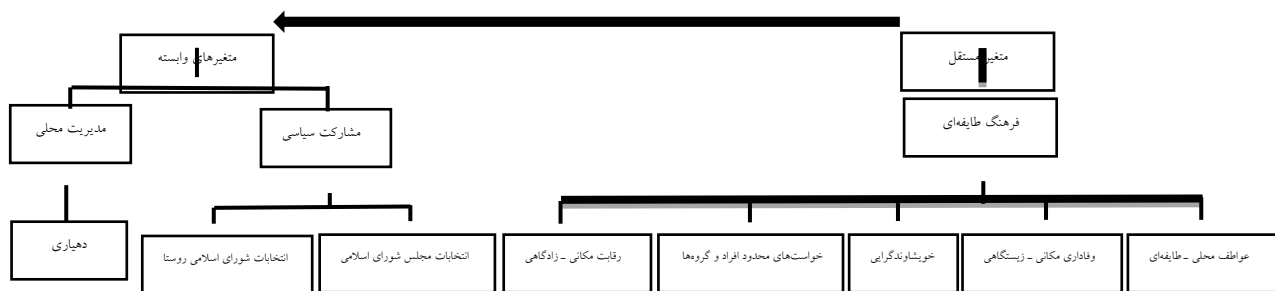 متغیر مستقل
متغیرهای وابسته
فرهنگ طایفه‌ای
مشارکت سیاسی
مدیریت محلی
عواطف محلی ـ طایفه‌ای
وفاداری مکانی ـ زیستگاهی
خویشاوندگرایی
خواست‌های محدود افراد و گروه‌ها
رقابت مکانی ـ زادگاهی
انتخابات مجلس شورای اسلامی
انتخابات شورای اسلامی روستا
دهیاری